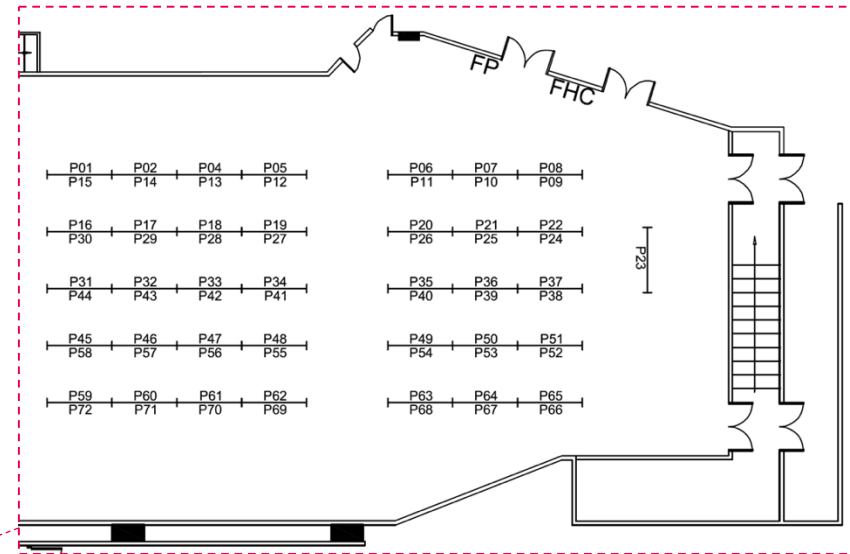 FP
FHC
P01 P02 P04 P05 P06 P07 P08
P15 P14 P13 P12 P11 P10 P09
P16 P17 P18 P19 P20 P21 P22
P30 P29 P28 P27 P26 P25 P24
P23
P31 P32 P33 P34 P35 P36 P37
P44 P43 P42 P41 P40 P39 P38
P45 P46 P47 P48 P49 P50 P51
P58 P57 P56 P55 P54 P53 P52
P59 P60 P61 P62 P63 P64 P65
P72 P71 P70 P69 P68 P67 P66